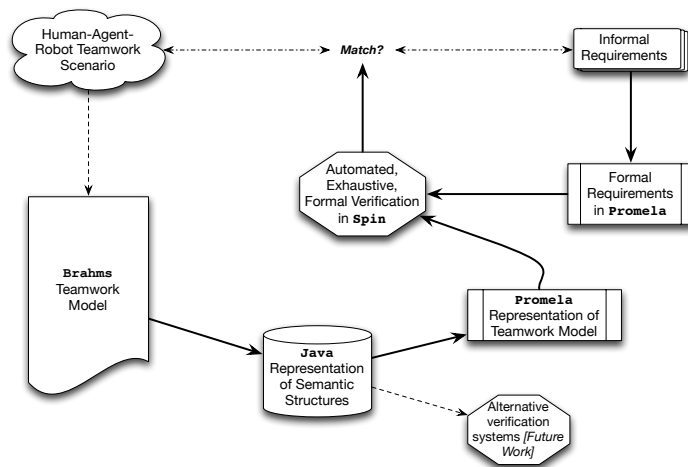 Human-Agent-
Robot Teamwork
Scenario
Match?
Informal
Requirements
Automated,
Exhaustive,
Formal Verification
in Spin
Formal
Requirements
in Promela
Brahms
Teamwork
Model
Promela
Representation of
Teamwork Model
Java
Representation
of Semantic
Structures
Alternative
verification
systems [Future
Work]